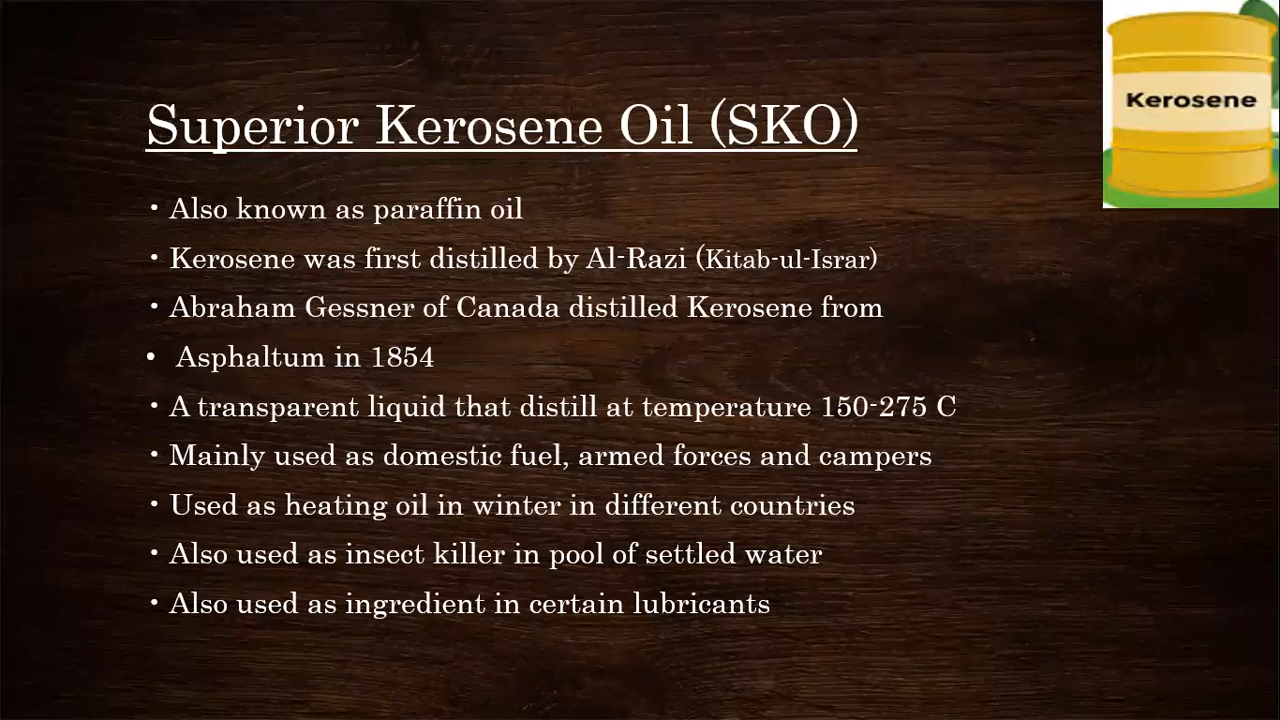 Kerosene
Superior Kerosene Oil (SKO)
• Also known as paraffin oil
• Kerosene was first distilled by Al-Razi (Kitab-ul-Israr)
• Abraham Gessner of Canada distilled Kerosene from
• Asphaltum in 1854
• A transparent liquid that distill at temperature 150-275 C
• Mainly used as domestic fuel, armed forces and campers
• Used as heating oil in winter in different countries
• Also used as insect killer in pool of settled water
• Also used as ingredient in certain lubricants